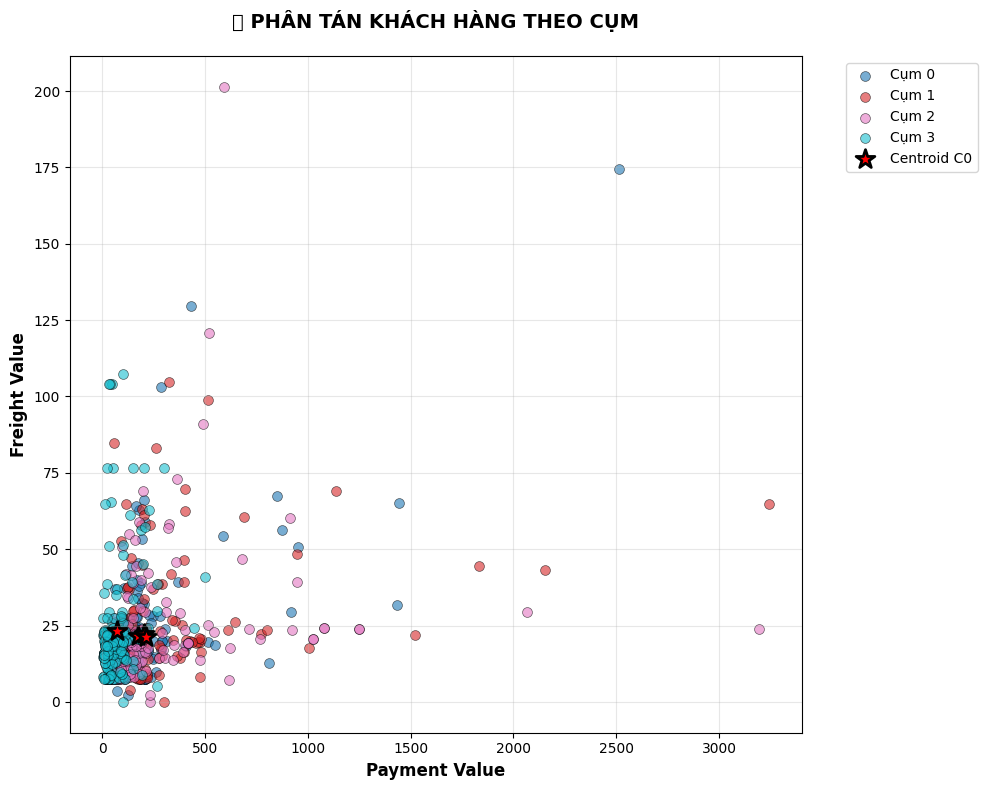 PHÂN TÁN KHÁCH HÀNG THEO CỤM
Cụm 0
Cụm 1
Cụm 2
Cụm 3
Centroid C0
Freight Value
200
175
150
125
100
75
50
25
0
0 500 1000 1500 2000 2500 3000
Payment Value